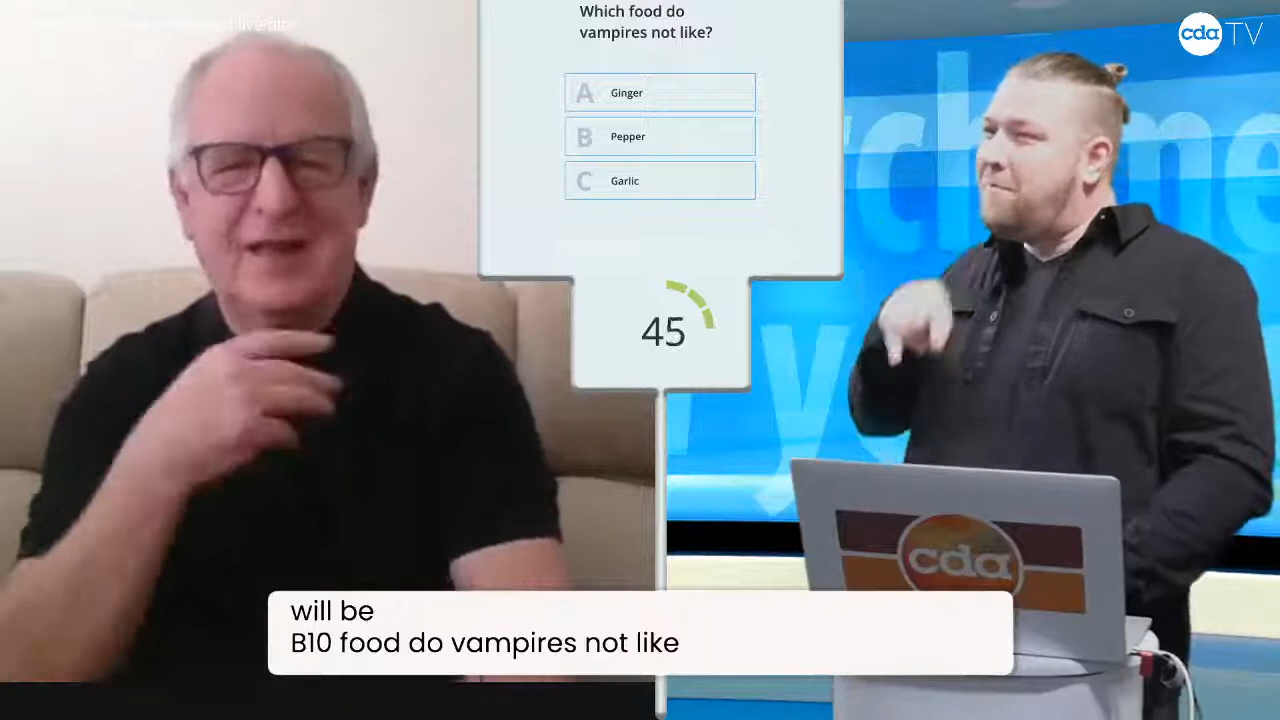 Which food do
vampires not like?
A Ginger
B Pepper
C Garlic
45
cda TV
cda
will be
B10 food do vampires not like